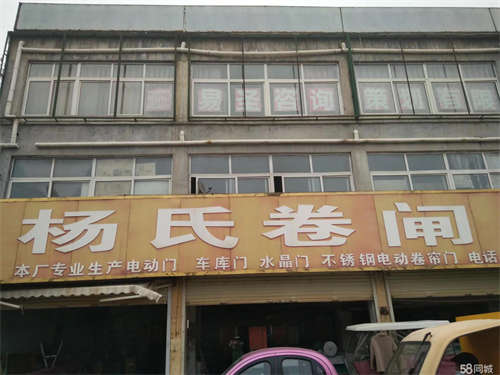 易至咨询
杨氏卷闸
本厂专业生产电动门 车库门 水晶门 不锈钢电动卷帘门 电话
58同城